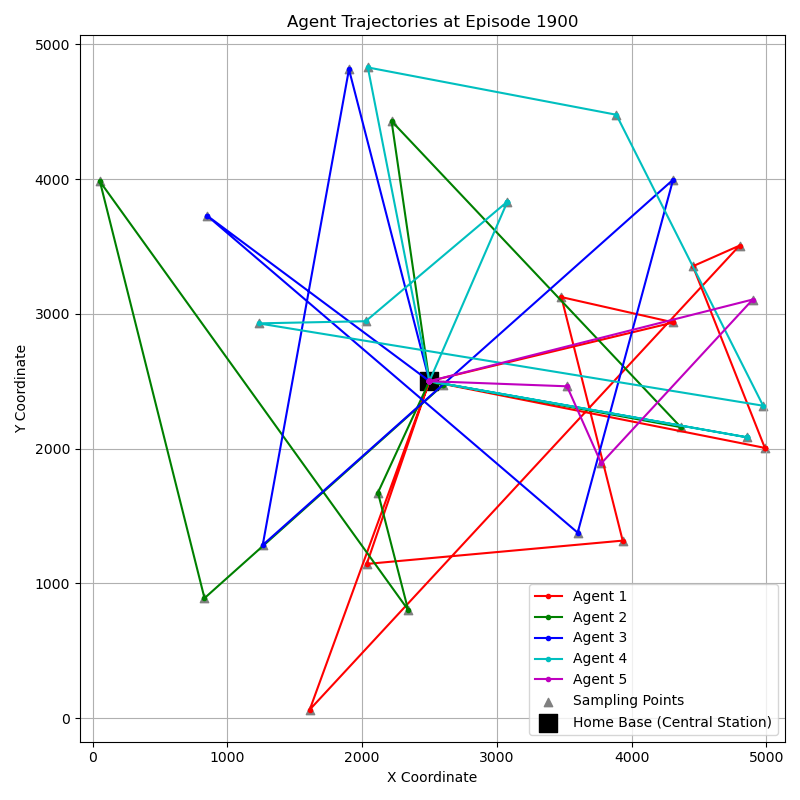 Agent Trajectories at Episode 1900
5000
4000
3000
2000
1000
0
Y Coordinate
Agent 1
Agent 2
Agent 3
Agent 4
Agent 5
Sampling Points
Home Base (Central Station)
0 1000 2000 3000 4000 5000
X Coordinate